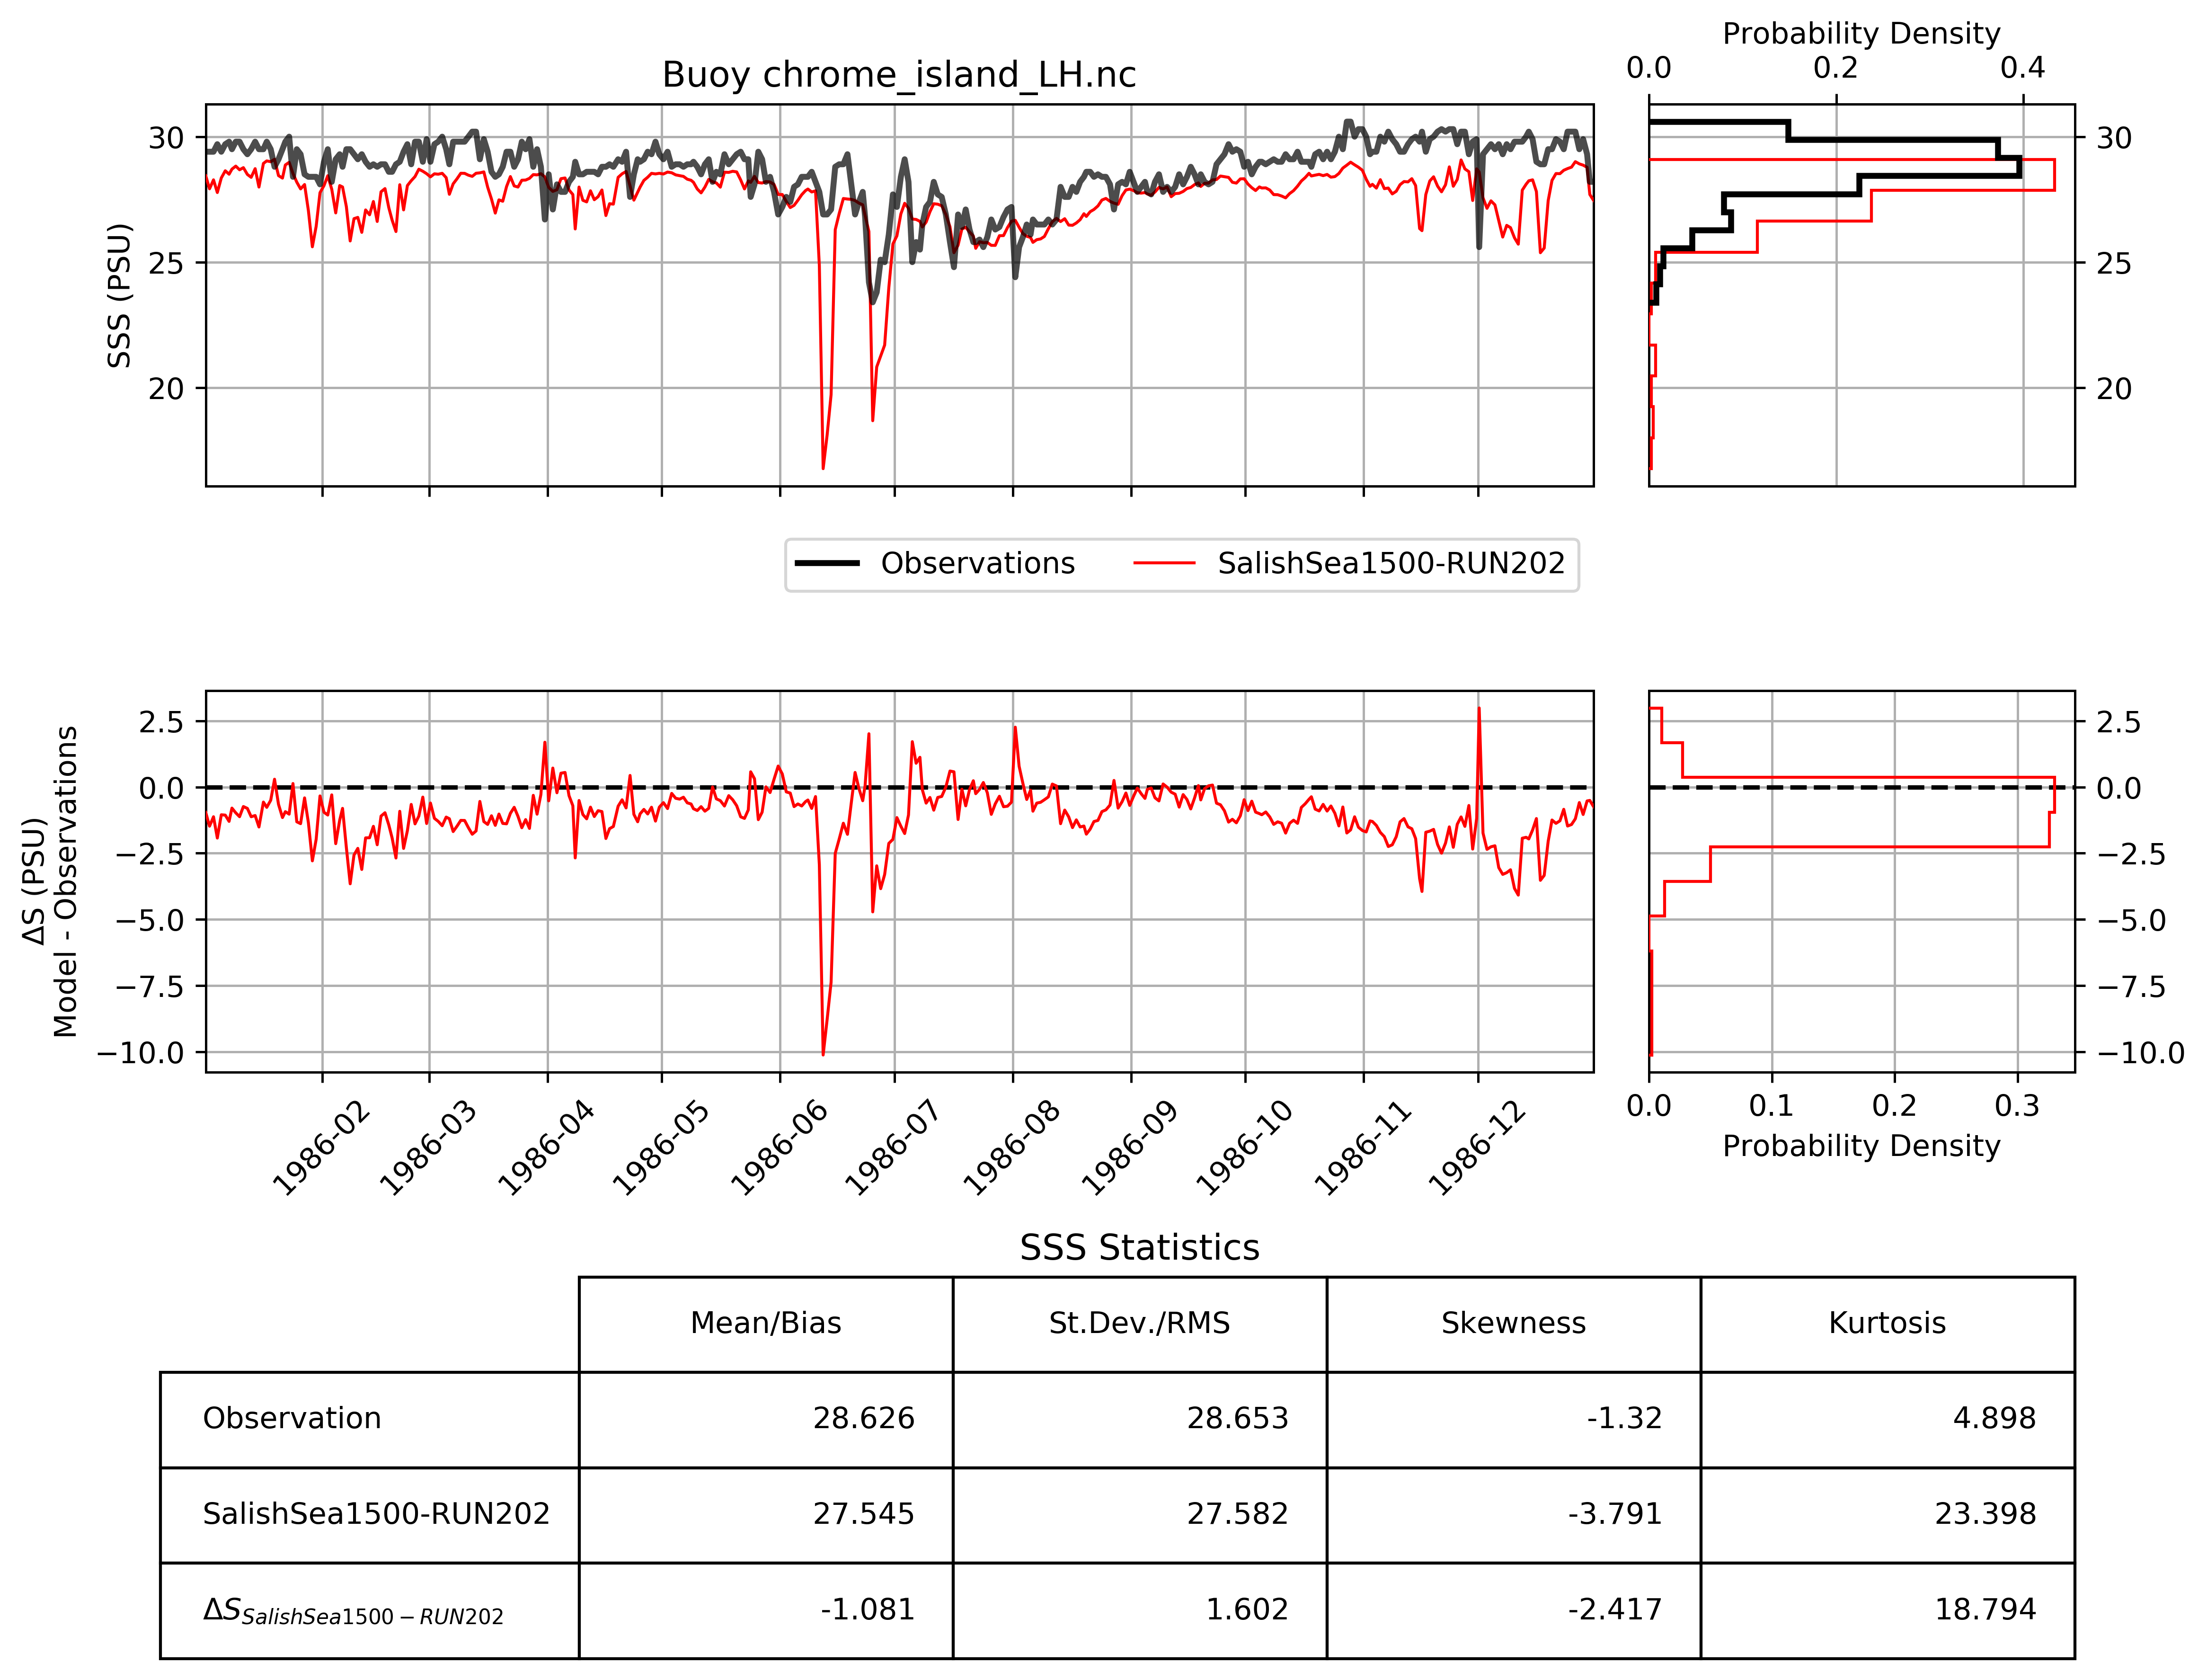 Probability Density
0.0 0.2 0.4
Buoy chrome_island_LH.nc
SSS (PSU)
30
25
20
30
25
20
Observations SalishSea1500-RUN202
ΔS (PSU)
Model - Observations
2.5
0.0
−2.5
−5.0
−7.5
−10.0
2.5
0.0
−2.5
−5.0
−7.5
−10.0
1986-02 1986-03 1986-04 1986-05 1986-06 1986-07 1986-08 1986-09 1986-10 1986-11 1986-12
0.0 0.1 0.2 0.3
Probability Density
SSS Statistics
Mean/Bias St.Dev./RMS Skewness Kurtosis
Observation 28.626 28.653 -1.32 4.898
SalishSea1500-RUN202 27.545 27.582 -3.791 23.398
ΔS SalishSea1500−RUN202 -1.081 1.602 -2.417 18.794